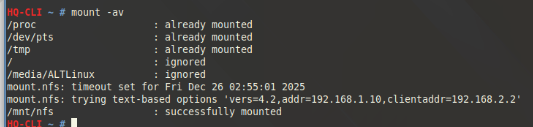 HQ-CLI ~ # mount -av
/proc                    : already mounted
/dev/pts                 : already mounted
/tmp                     : already mounted
/                        : ignored
/media/ALTLinux          : ignored
mount.nfs: timeout set for Fri Dec 26 02:55:01 2025
mount.nfs: trying text-based options 'vers=4.2,addr=192.168.1.10,clientaddr=192.168.2.2'
/mnt/nfs                 : successfully mounted
HQ-CLI ~ #